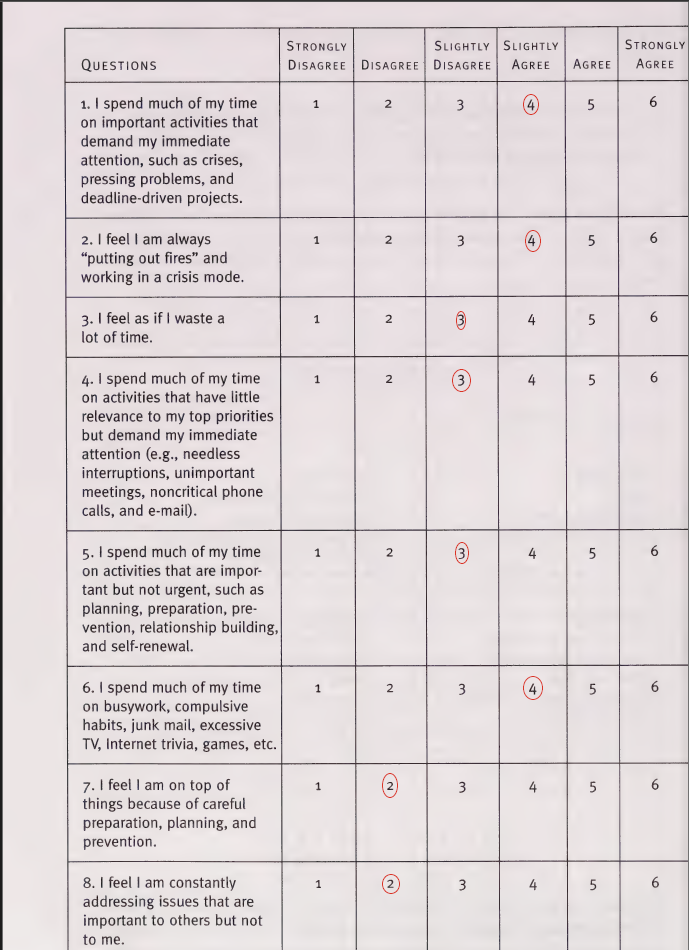 QUESTIONS STRONGLY DISAGREE DISAGREE SLIGHTLY DISAGREE SLIGHTLY AGREE AGREE STRONGLY AGREE
1. I spend much of my time 1 2 3 4 5 6
on important activities that
demand my immediate
attention, such as crises,
pressing problems, and
deadline-driven projects.
2. I feel I am always 1 2 3 4 5 6
“putting out fires” and
working in a crisis mode.
3. I feel as if I waste a 1 2 3 4 5 6
lot of time.
4. I spend much of my time 1 2 3 4 5 6
on activities that have little
relevance to my top priorities
but demand my immediate
attention (e.g., needless
interruptions, unimportant
meetings, noncritical phone
calls, and e-mail).
5. I spend much of my time 1 2 3 4 5 6
on activities that are impor-
tant but not urgent, such as
planning, preparation, pre-
vention, relationship building,
and self-renewal.
6. I spend much of my time 1 2 3 4 5 6
on busywork, compulsive
habits, junk mail, excessive
TV, Internet trivia, games, etc.
7. I feel I am on top of 1 2 3 4 5 6
things because of careful
preparation, planning, and
prevention.
8. I feel I am constantly 1 2 3 4 5 6
addressing issues that are
important to others but not
to me.